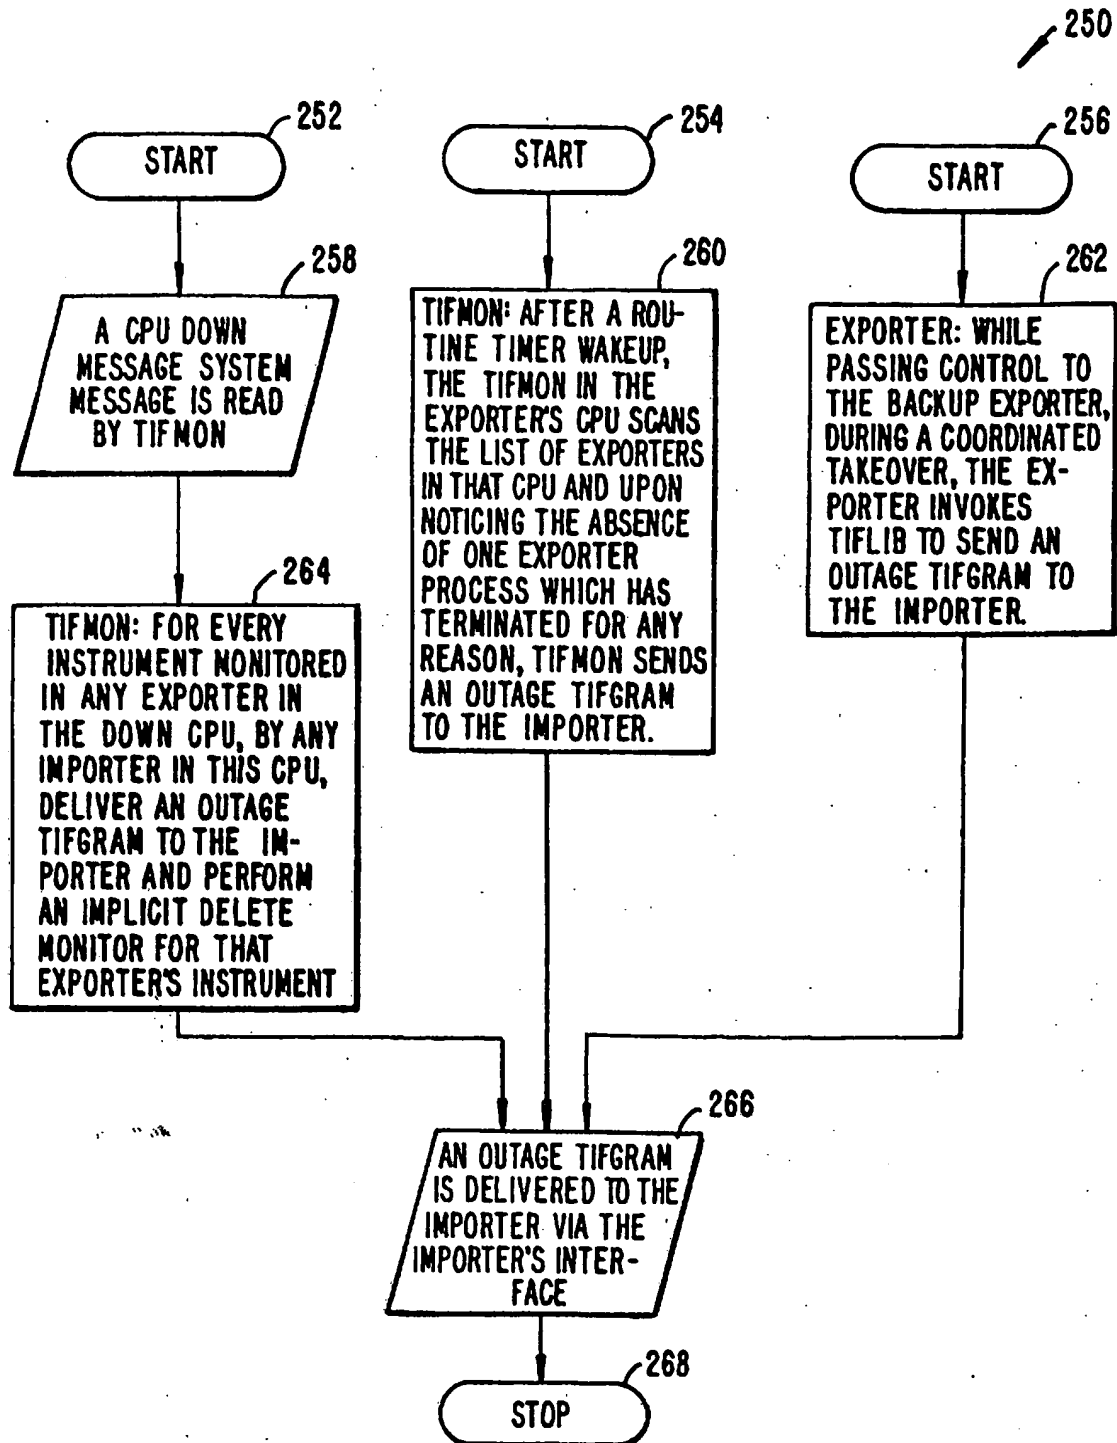 250
252
START
254
START
256
START
258
A CPU DOWN
MESSAGE SYSTEM
MESSAGE IS READ
BY TIFMON
260
TIFMON: AFTER A ROU-
TINE TIMER WAKEUP,
THE TIFMON IN THE
EXPORTER'S CPU SCANS
THE LIST OF EXPORTERS
IN THAT CPU AND UPON
NOTICING THE ABSENCE
OF ONE EXPORTER
PROCESS WHICH HAS
TERMINATED FOR ANY
REASON, TIFMON SENDS
AN OUTAGE TIFGRAM
TO THE IMPORTER.
262
EXPORTER: WHILE
PASSING CONTROL TO
THE BACKUP EXPORTER,
DURING A COORDINATED
TAKEOVER, THE EX-
PORTER INVOKES
TIFLIB TO SEND AN
OUTAGE TIFGRAM TO
THE IMPORTER.
264
TIFMON: FOR EVERY
INSTRUMENT MONITORED
IN ANY EXPORTER IN
THE DOWN CPU, BY ANY
IMPORTER IN THIS CPU,
DELIVER AN OUTAGE
TIFGRAM TO THE IM-
PORTER AND PERFORM
AN IMPLICIT DELETE
MONITOR FOR THAT
EXPORTER'S INSTRUMENT
266
AN OUTAGE TIFGRAM
IS DELIVERED TO THE
IMPORTER VIA THE
IMPORTER'S INTER-
FACE
268
STOP